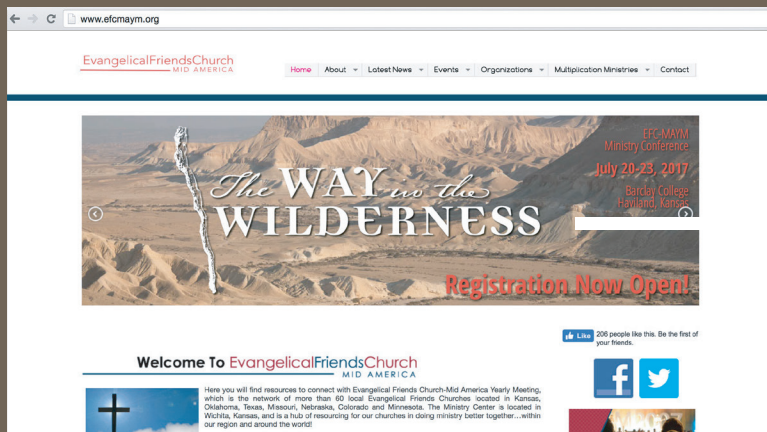 www.efcmaym.org
EvangelicalFriendsChurch
MID AMERICA
Home About Latest News Events Organizations Multiplication Ministries Contact
The WAY in the
WILDERNESS
EFC-MAYM
Ministry Conference
July 20-23, 2017
Barclay College
Haviland, Kansas
Registration Now Open!
Like 206 people like this. Be the first of
your friends.
Welcome To EvangelicalFriendsChurch
MID AMERICA
Here you will find resources to connect with Evangelical Friends Church-Mid America Yearly Meeting,
which is the network of more than 60 local Evangelical Friends Churches located in Kansas,
Oklahoma, Texas, Missouri, Nebraska, Colorado and Minnesota. The Ministry Center is located in
Wichita, Kansas, and is a hub of resourcing for our churches in doing ministry better together...within
our region and around the world!